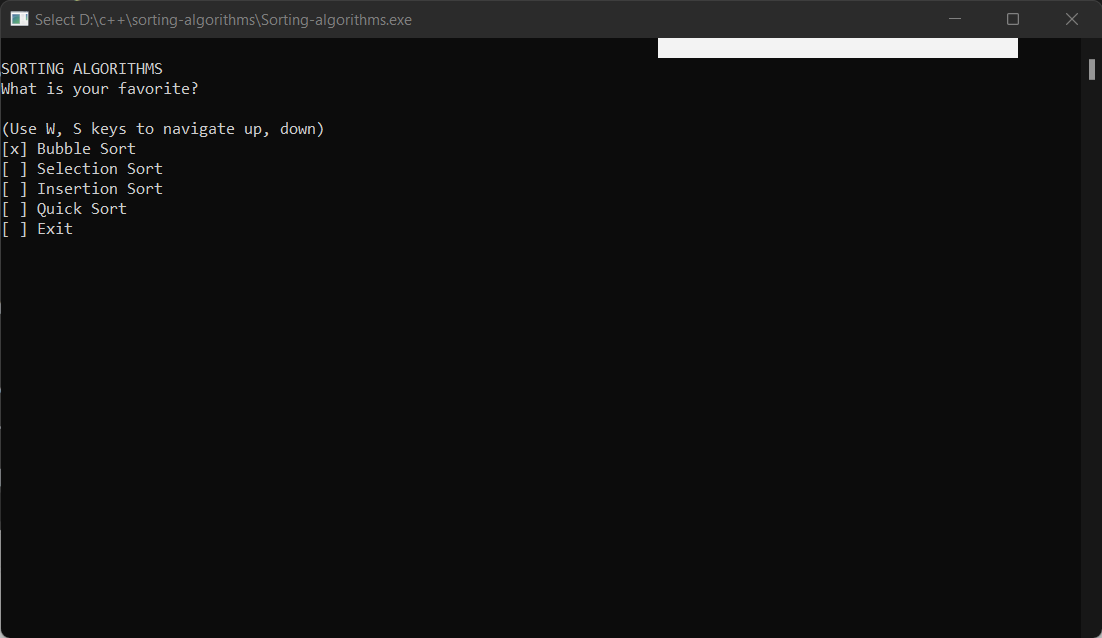 Select D:\c++\sorting-algorithms\Sorting-algorithms.exe
SORTING ALGORITHMS
What is your favorite?
(Use W, S keys to navigate up, down)
[x] Bubble Sort
[ ] Selection Sort
[ ] Insertion Sort
[ ] Quick Sort
[ ] Exit